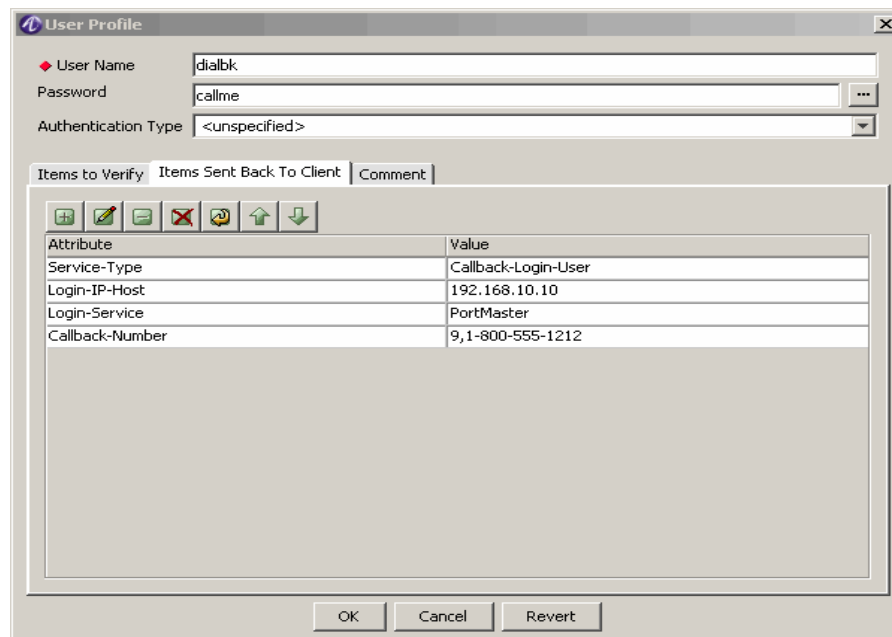 User Profile
User Name
dialbk
Password
callme
...
Authentication Type
<unspecified>
Items to Verify
Items Sent Back To Client
Comment
Attribute
Value
Service-Type
Callback-Login-User
Login-IP-Host
192.168.10.10
Login-Service
PortMaster
Callback-Number
9,1-800-555-1212
OK
Cancel
Revert